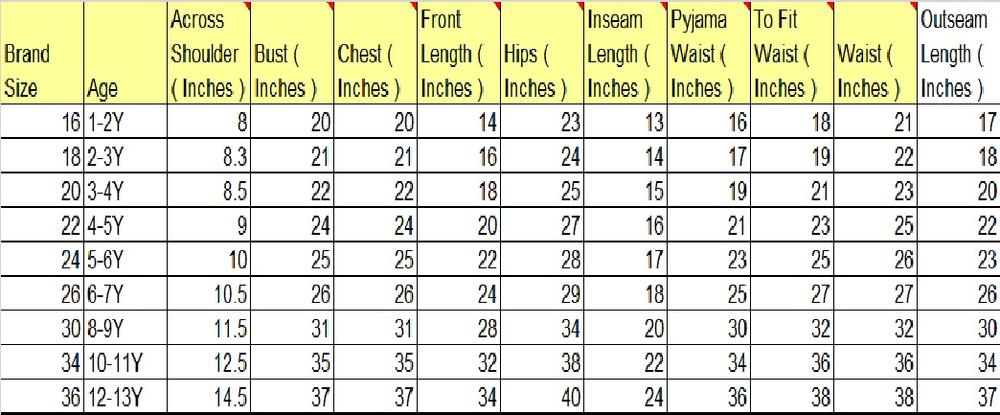 Brand Size	Age	Across Shoulder ( Inches )	Bust ( Inches )	Chest ( Inches )	Front Length ( Inches )	Hips ( Inches )	Inseam Length ( Inches )	Pyjama Waist ( Inches )	To Fit Waist ( Inches )	Waist ( Inches )	Outseam Length ( Inches )
16	1-2Y	8	20	20	14	23	13	16	18	21	17
18	2-3Y	8.3	21	21	16	24	14	17	19	22	18
20	3-4Y	8.5	22	22	18	25	15	19	21	23	20
22	4-5Y	9	24	24	20	27	16	21	23	25	22
24	5-6Y	10	25	25	22	28	17	23	25	26	23
26	6-7Y	10.5	26	26	24	29	18	25	27	27	26
30	8-9Y	11.5	31	31	28	34	20	30	32	32	30
34	10-11Y	12.5	35	35	32	38	22	34	36	36	34
36	12-13Y	14.5	37	37	34	40	24	36	38	38	37